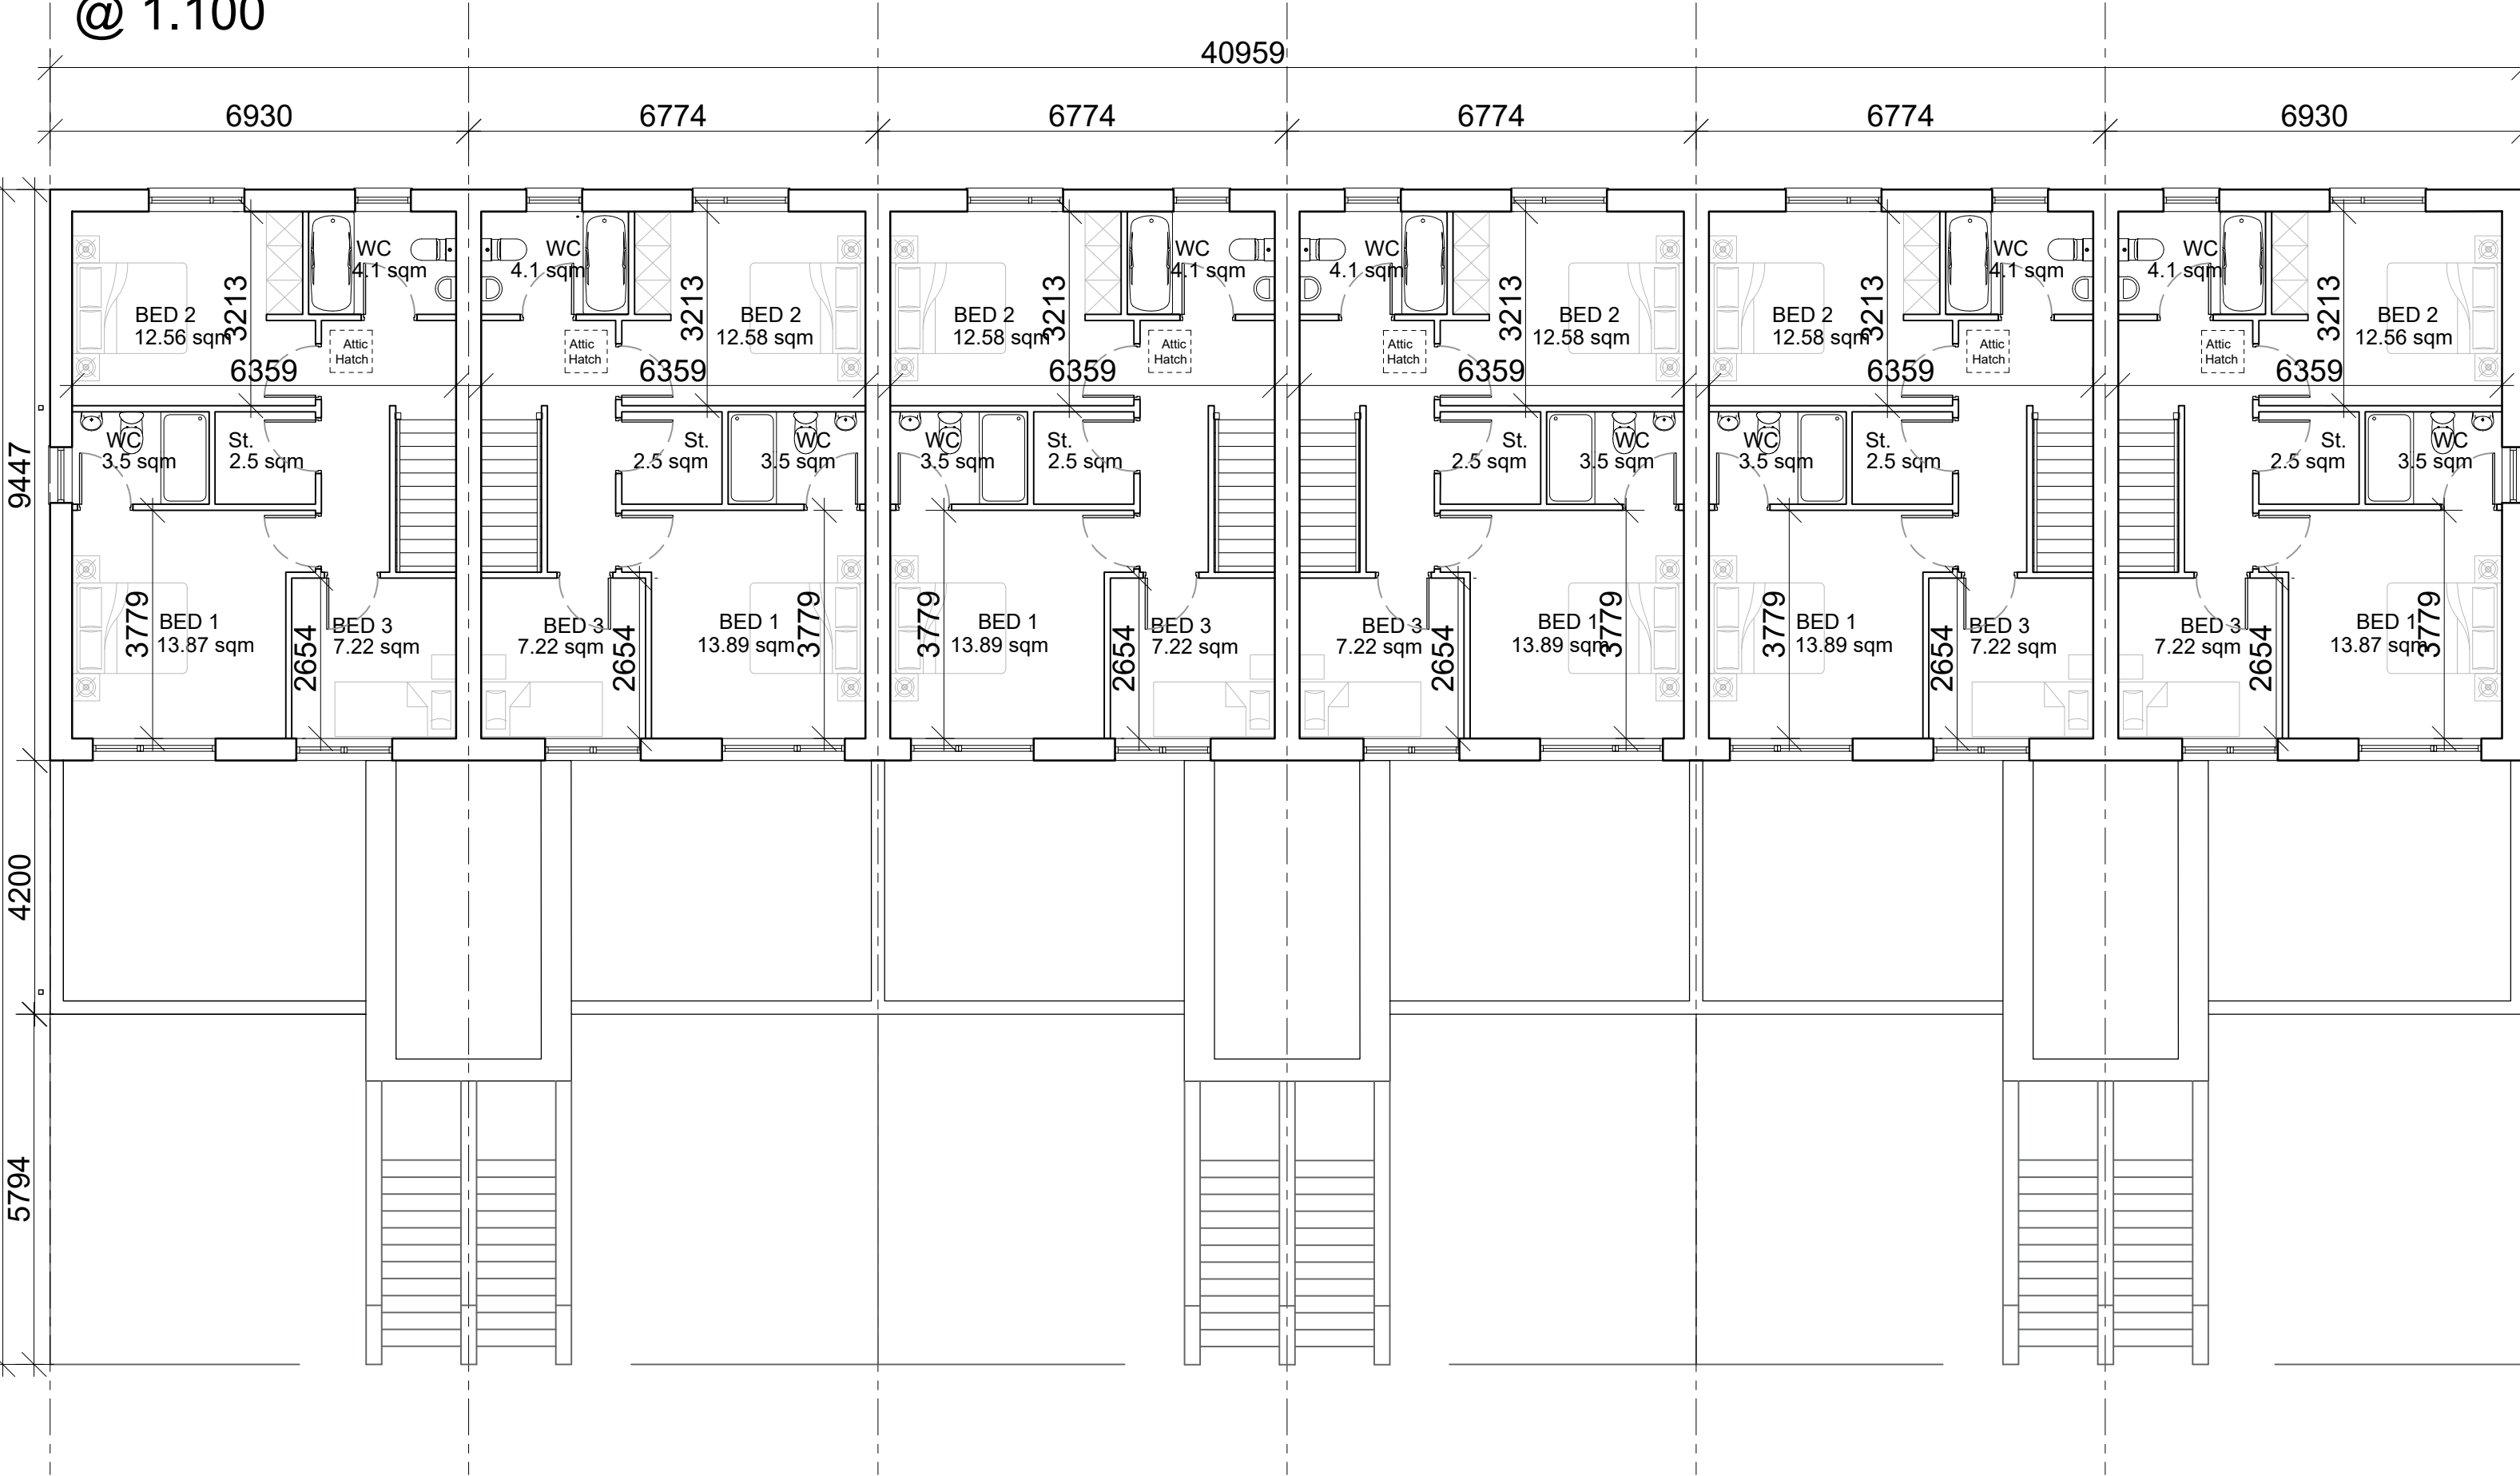 @ 1.100
40959
6930 6774 6774 6774 6774 6930
WC WC WC WC WC WC
4.1 sqm 4.1 sqm 4.1 sqm 4.1 sqm 4.1 sqm 4.1 sqm
3213 3213 3213 3213 3213 3213
BED 2 BED 2 BED 2 BED 2 BED 2 BED 2
12.56 sqm 12.58 sqm 12.58 sqm 12.58 sqm 12.58 sqm 12.56 sqm
Attic Attic Attic Attic Attic Attic
Hatch Hatch Hatch Hatch Hatch Hatch
6359 6359 6359 6359 6359 6359
WC St. St. WC WC St. St. WC WC St. St. WC
3.5 sqm 2.5 sqm 2.5 sqm 3.5 sqm 3.5 sqm 2.5 sqm 2.5 sqm 3.5 sqm 3.5 sqm 2.5 sqm 2.5 sqm 3.5 sqm
9447
BED 1 BED 3 BED 3 BED 1 BED 1 BED 3 BED 3 BED 1 BED 1 BED 3 BED 3 BED 1
13.87 sqm 7.22 sqm 7.22 sqm 13.89 sqm 13.89 sqm 7.22 sqm 7.22 sqm 13.89 sqm 13.89 sqm 7.22 sqm 7.22 sqm 13.87 sqm
3779 2654 2654 3779 3779 2654 2654 3779 3779 2654 2654 3779
4200
5794